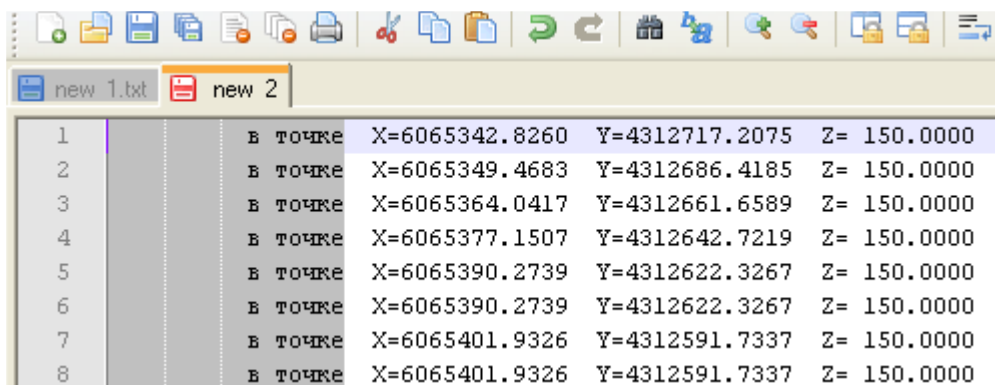 new 1.txt new 2
1 в точке X=6065342.8260 Y=4312717.2075 Z= 150.0000
2 в точке X=6065349.4683 Y=4312686.4185 Z= 150.0000
3 в точке X=6065364.0417 Y=4312661.6589 Z= 150.0000
4 в точке X=6065377.1507 Y=4312642.7219 Z= 150.0000
5 в точке X=6065390.2739 Y=4312622.3267 Z= 150.0000
6 в точке X=6065390.2739 Y=4312622.3267 Z= 150.0000
7 в точке X=6065401.9326 Y=4312591.7337 Z= 150.0000
8 в точке X=6065401.9326 Y=4312591.7337 Z= 150.0000